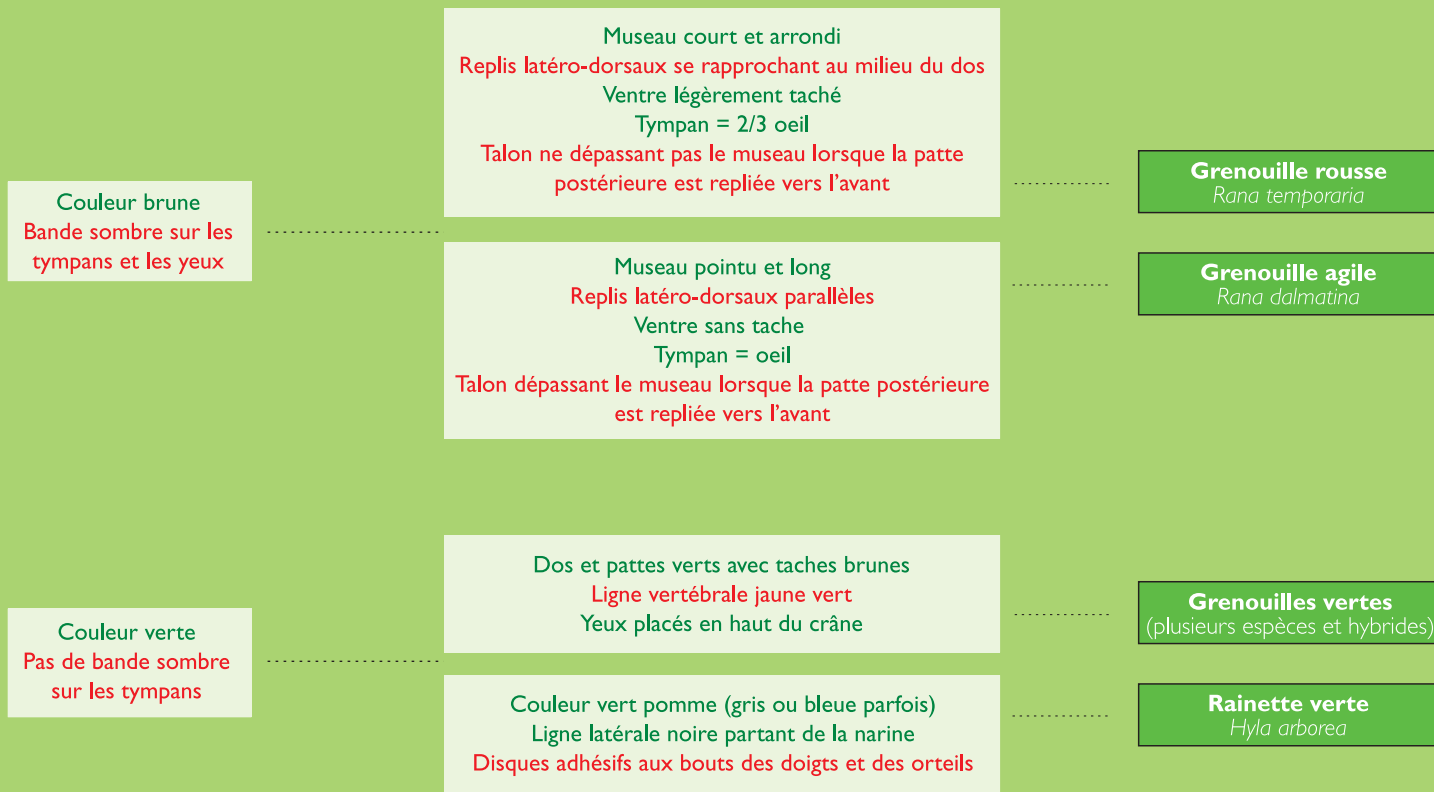 Couleur brune
Bande sombre sur les
tympans et les yeux
Museau court et arrondi
Replis latéro-dorsaux se rapprochant au milieu du dos
Ventre légèrement taché
Tympan = 2/3 oeil
Talon ne dépassant pas le museau lorsque la patte
postérieure est repliée vers l'avant
Grenouille rousse
Rana temporaria
Museau pointu et long
Replis latéro-dorsaux parallèles
Ventre sans tache
Tympan = oeil
Talon dépassant le museau lorsque la patte postérieure
est repliée vers l'avant
Grenouille agile
Rana dalmatina
Couleur verte
Pas de bande sombre
sur les tympans
Dos et pattes verts avec taches brunes
Ligne vertébrale jaune vert
Yeux placés en haut du crâne
Grenouilles vertes
(plusieurs espèces et hybrides)
Couleur vert pomme (gris ou bleue parfois)
Ligne latérale noire partant de la narine
Disques adhésifs aux bouts des doigts et des orteils
Rainette verte
Hyla arborea